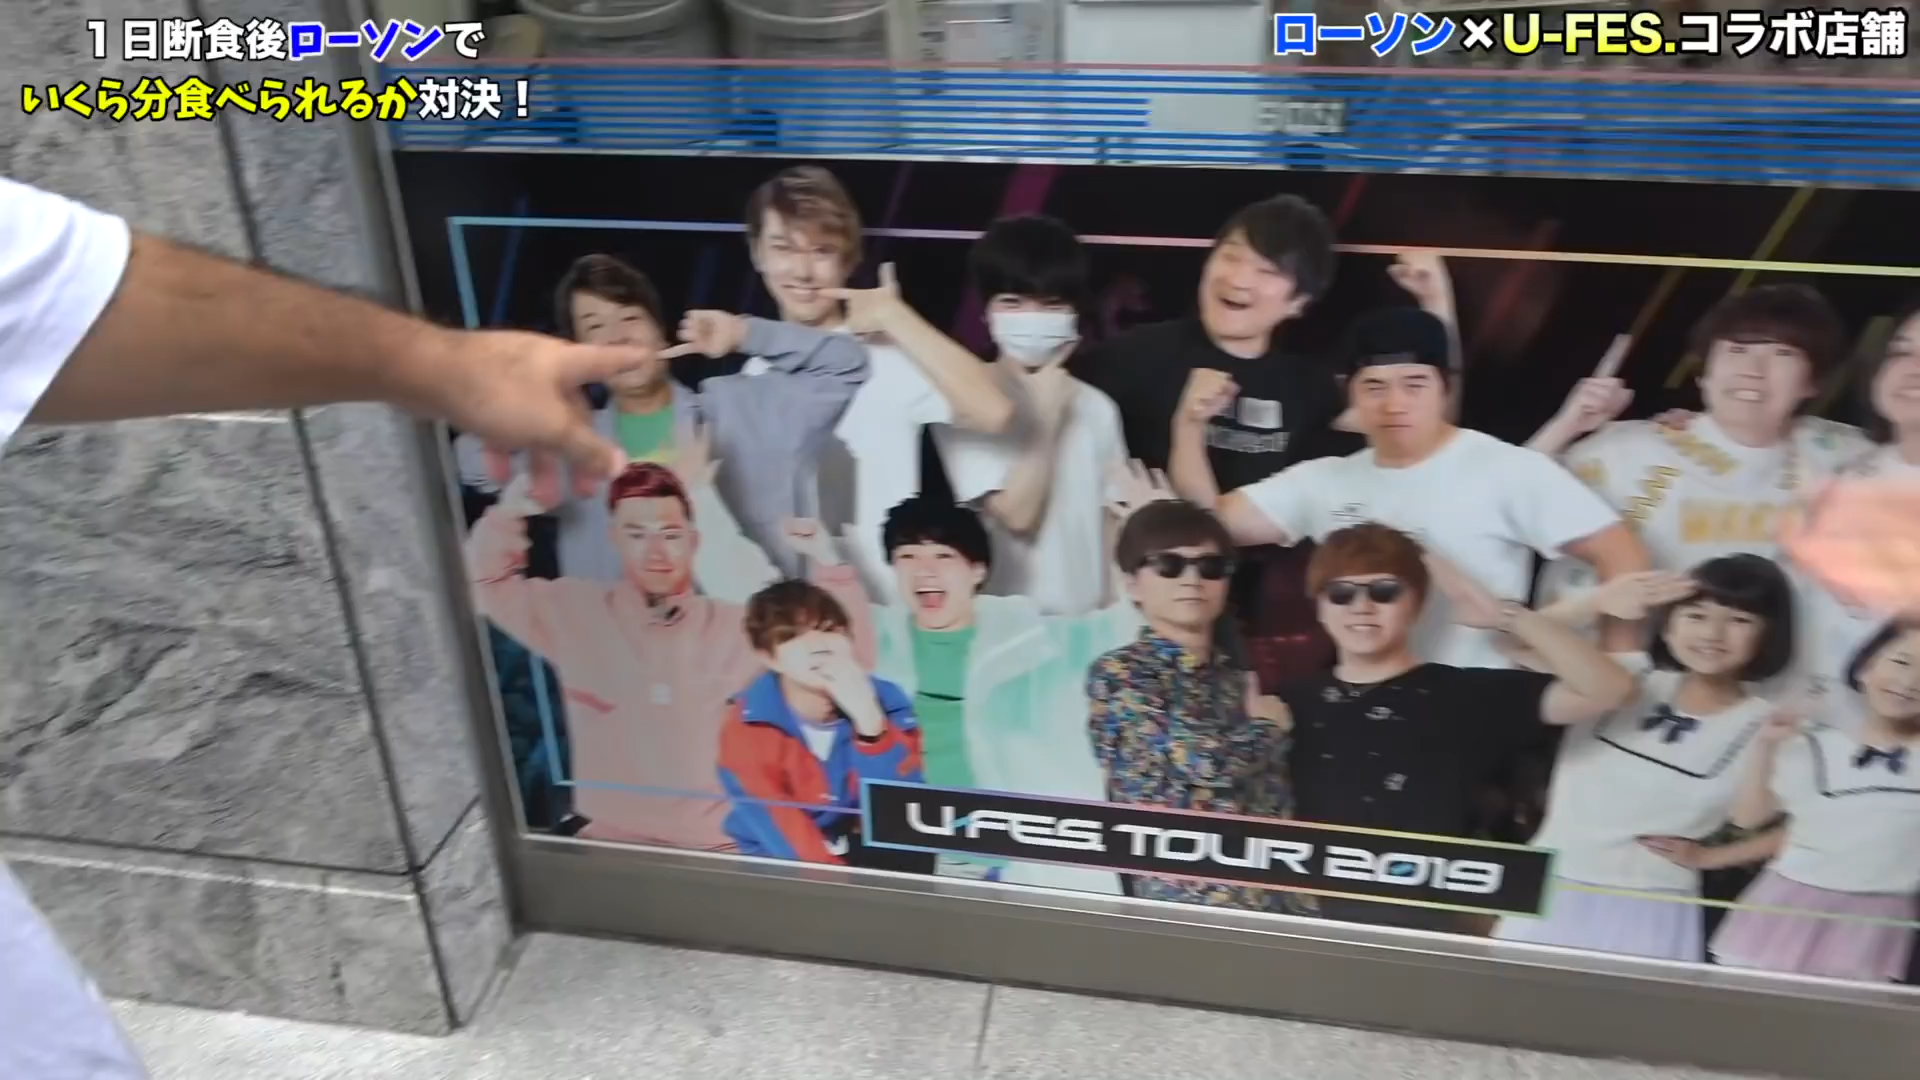 1日断食後ローソンで
いくら分食べられるか対決！
ローソン×U-FES.コラボ店舗
U-FES. TOUR 2019